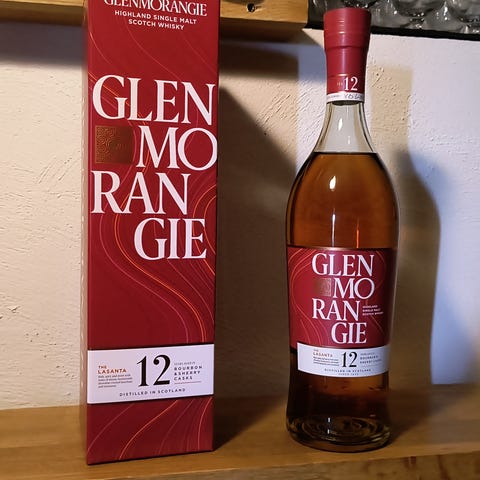 GLENMORANGIE
HIGHLAND SINGLE MALT
SCOTCH WHISKY
GLEN
MO
RAN
GIE
THE
LASANTA
12
BOURBON
& SHERRY
CASKS
DISTILLED IN SCOTLAND
12
GLEN
MO
RAN
GIE
HIGHLAND
SINGLE MALT
SCOTCH WHISKY
THE
LASANTA
12
DISTILLED IN SCOTLAND